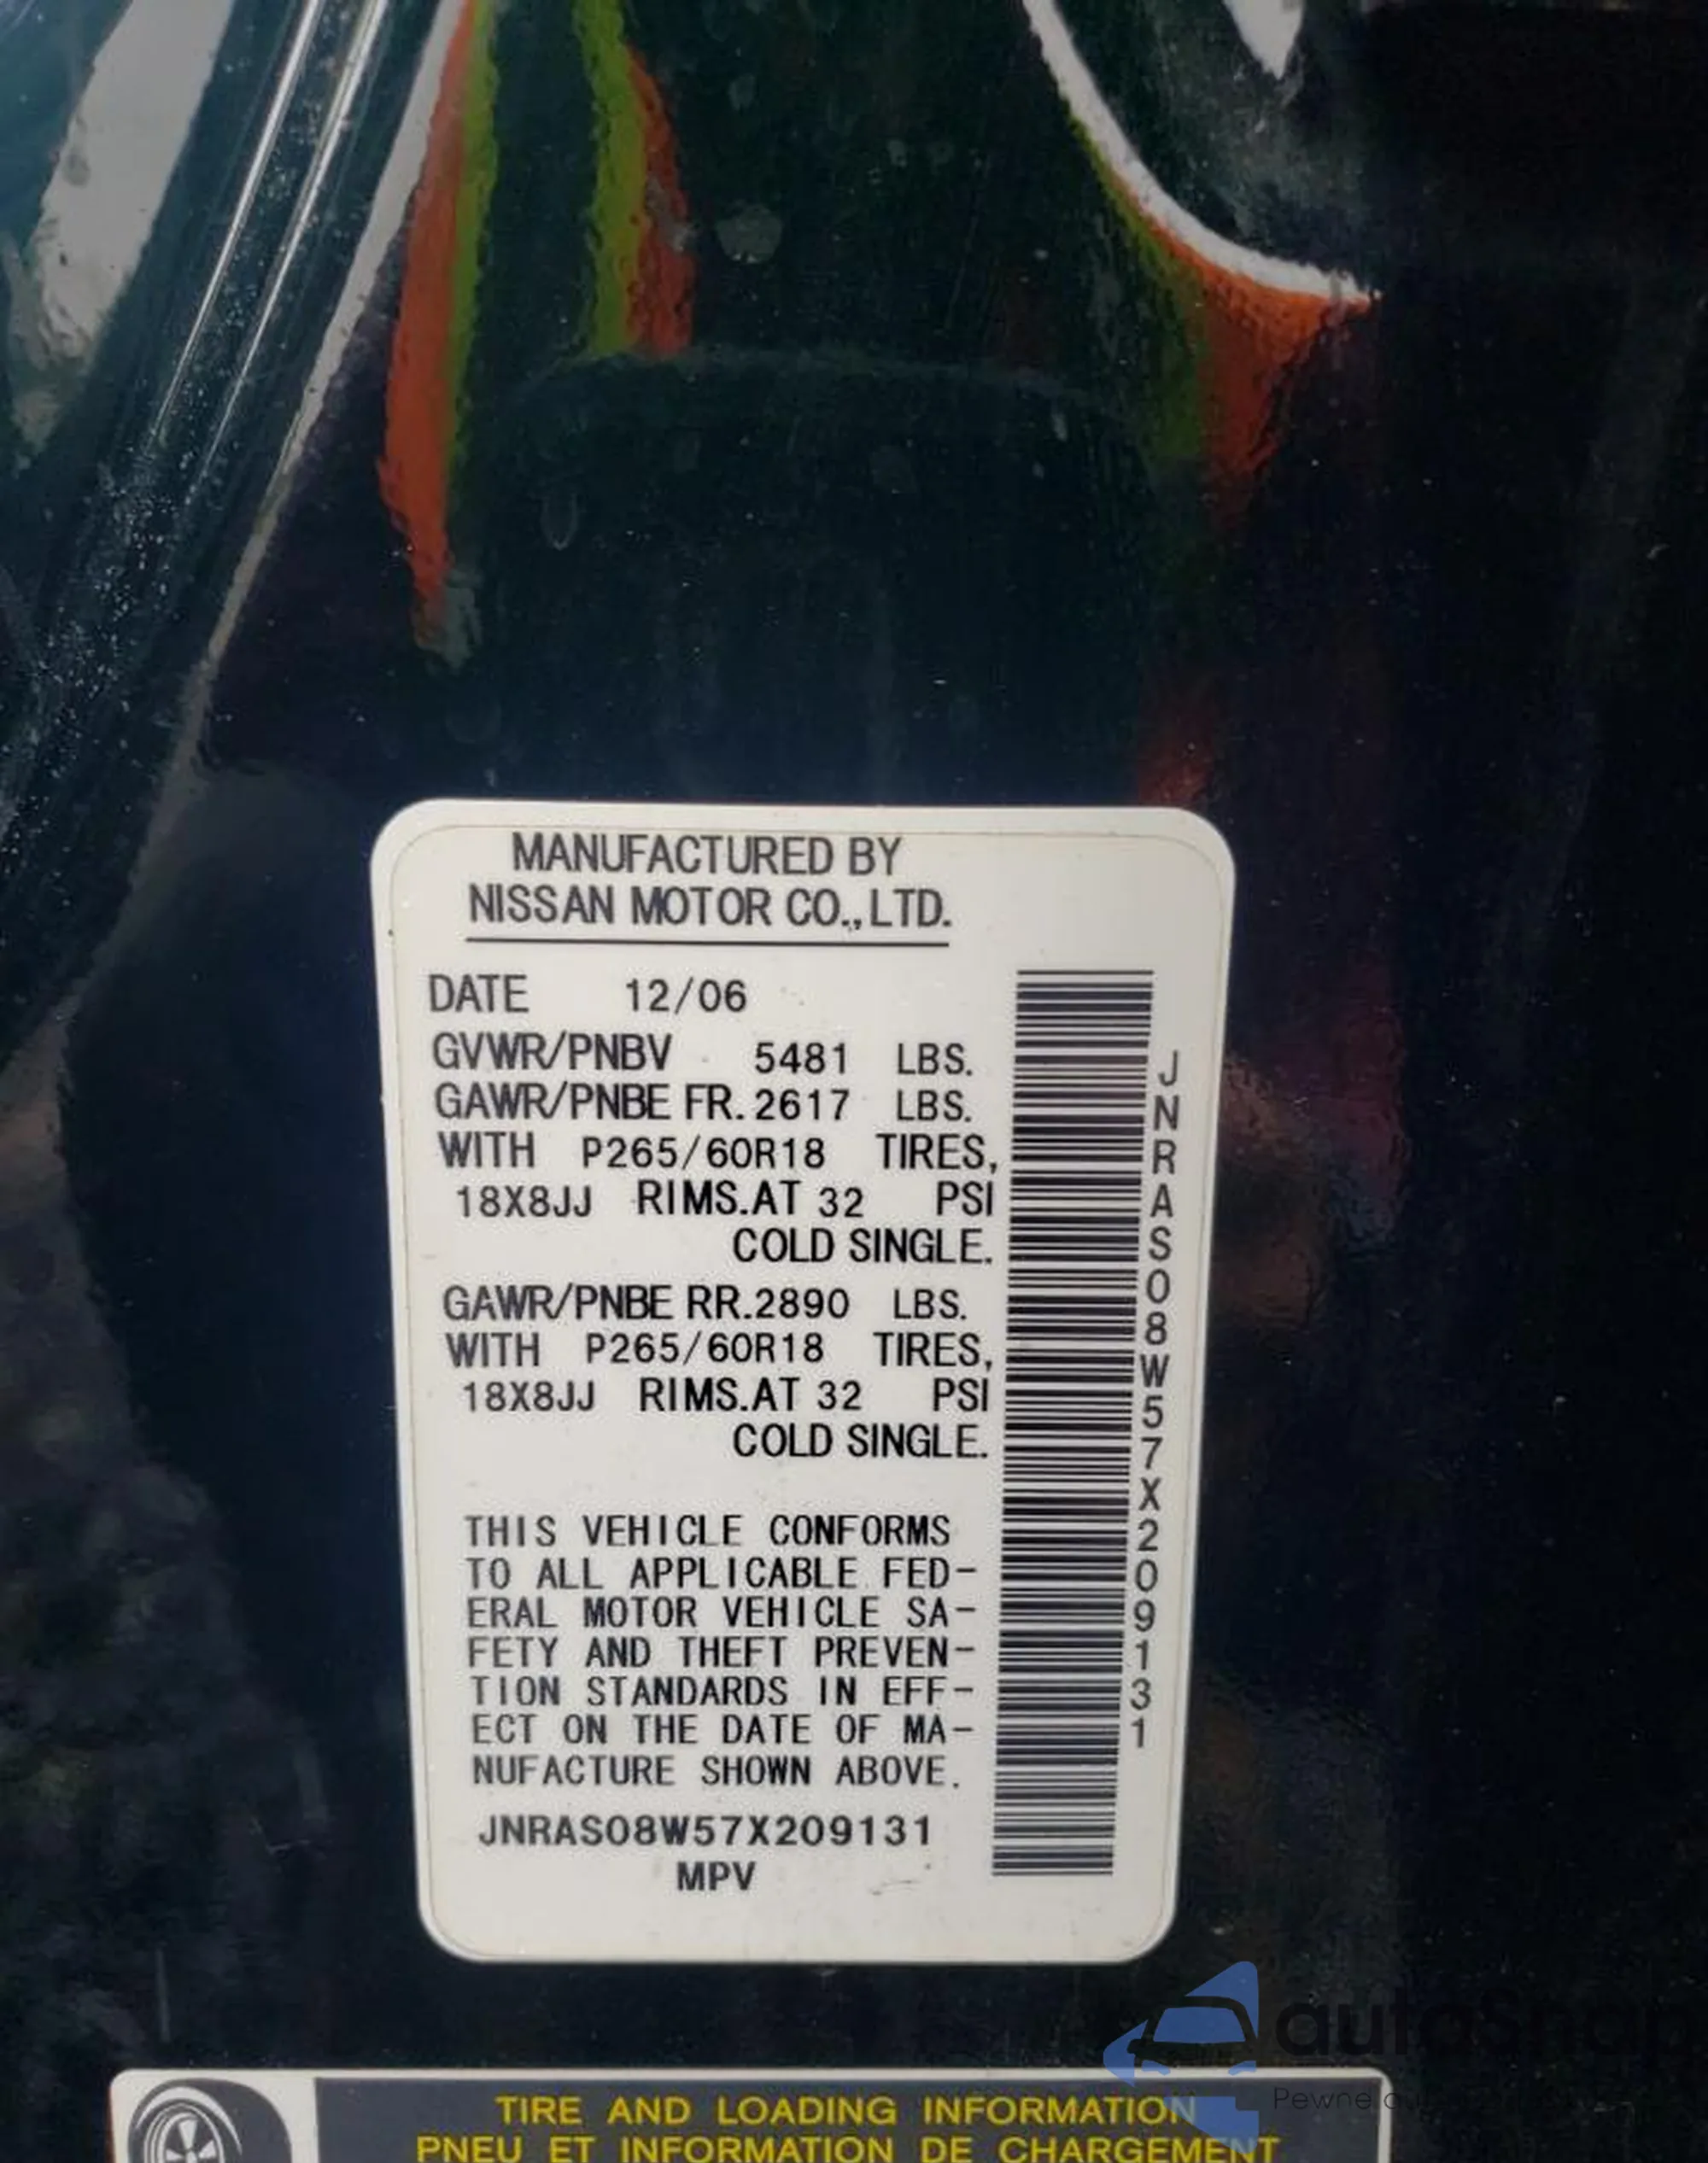 MANUFACTURED BY
NISSAN MOTOR CO., LTD.
DATE 12/06
GVWR/PNBV 5481 LBS.
GAWR/PNBE FR. 2617 LBS.
WITH P265/60R18 TIRES,
18X8JJ RIMS.AT 32 PSI
COLD SINGLE.
GAWR/PNBE RR. 2890 LBS.
WITH P265/60R18 TIRES,
18X8JJ RIMS.AT 32 PSI
COLD SINGLE.
THIS VEHICLE CONFORMS
TO ALL APPLICABLE FED-
ERAL MOTOR VEHICLE SA-
FETY AND THEFT PREVEN-
TION STANDARDS IN EFF-
ECT ON THE DATE OF MA-
NUFACTURE SHOWN ABOVE.
JNRAS08W57X209131
MPV
JNRAS08W57X209131
autoSnap
Pewne
TIRE AND LOADING INFORMATION
PNEU ET INFORMATION DE CHARGEMENT